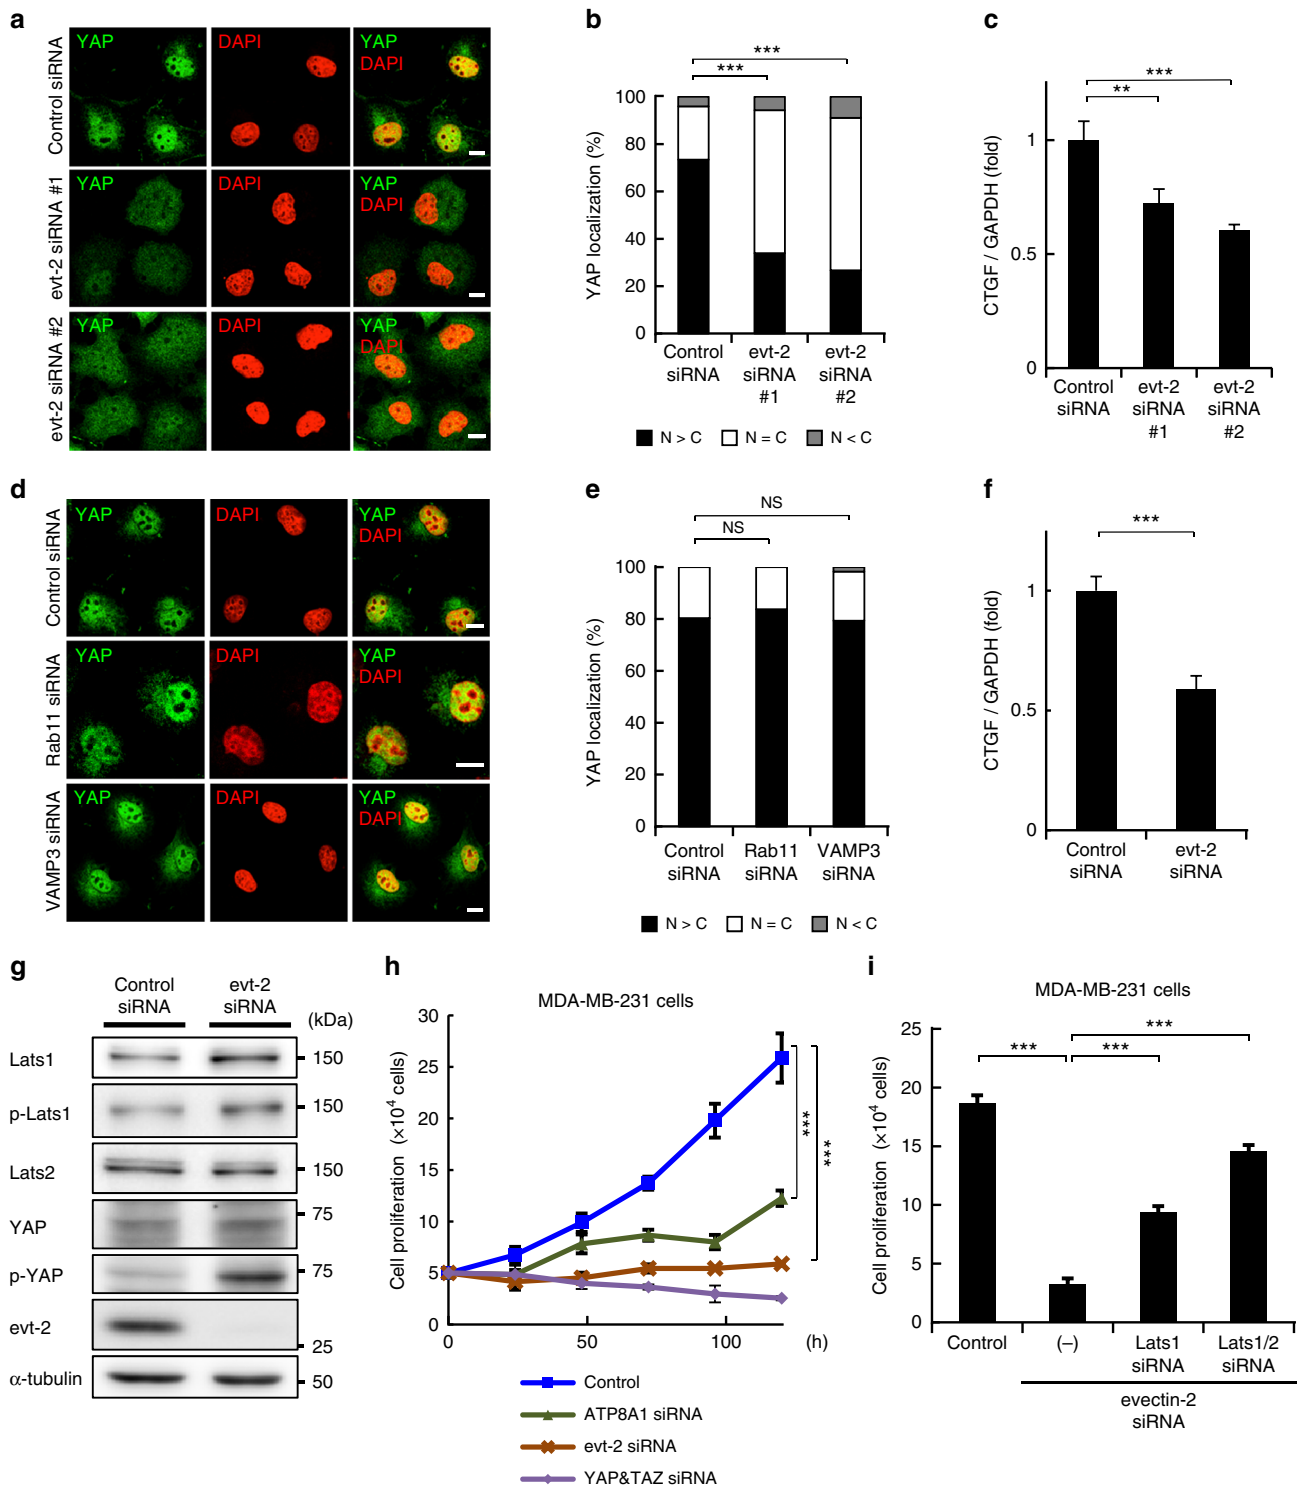 a
Control siRNA
YAP
DAPI
YAP
DAPI
evt-2 siRNA #1
YAP
DAPI
YAP
DAPI
evt-2 siRNA #2
YAP
DAPI
YAP
DAPI
b
***
***
YAP localization (%)
100
80
60
40
20
0
Control
siRNA
evt-2
siRNA
#1
evt-2
siRNA
#2
N > C
N = C
N < C
c
***
**
CTGF / GAPDH (fold)
1
0.5
0
Control
siRNA
evt-2
siRNA
#1
evt-2
siRNA
#2
d
Control siRNA
YAP
DAPI
YAP
DAPI
Rab11 siRNA
YAP
DAPI
YAP
DAPI
VAMP3 siRNA
YAP
DAPI
YAP
DAPI
e
NS
NS
YAP localization (%)
100
80
60
40
20
0
Control
siRNA
Rab11
siRNA
VAMP3
siRNA
N > C
N = C
N < C
f
***
CTGF / GAPDH (fold)
1
0.5
0
Control
siRNA
evt-2
siRNA
g
Control
siRNA
evt-2
siRNA
(kDa)
Lats1
150
p-Lats1
150
Lats2
150
YAP
75
p-YAP
75
evt-2
25
α-tubulin
50
h
MDA-MB-231 cells
Cell proliferation (×10⁴ cells)
30
25
20
15
10
5
0
0
50
100
(h)
***
***
Control
ATP8A1 siRNA
evt-2 siRNA
YAP&TAZ siRNA
i
MDA-MB-231 cells
***
***
***
Cell proliferation (×10⁴ cells)
25
20
15
10
5
0
Control
(–)
Lats1
siRNA
Lats1/2
siRNA
evectin-2
siRNA